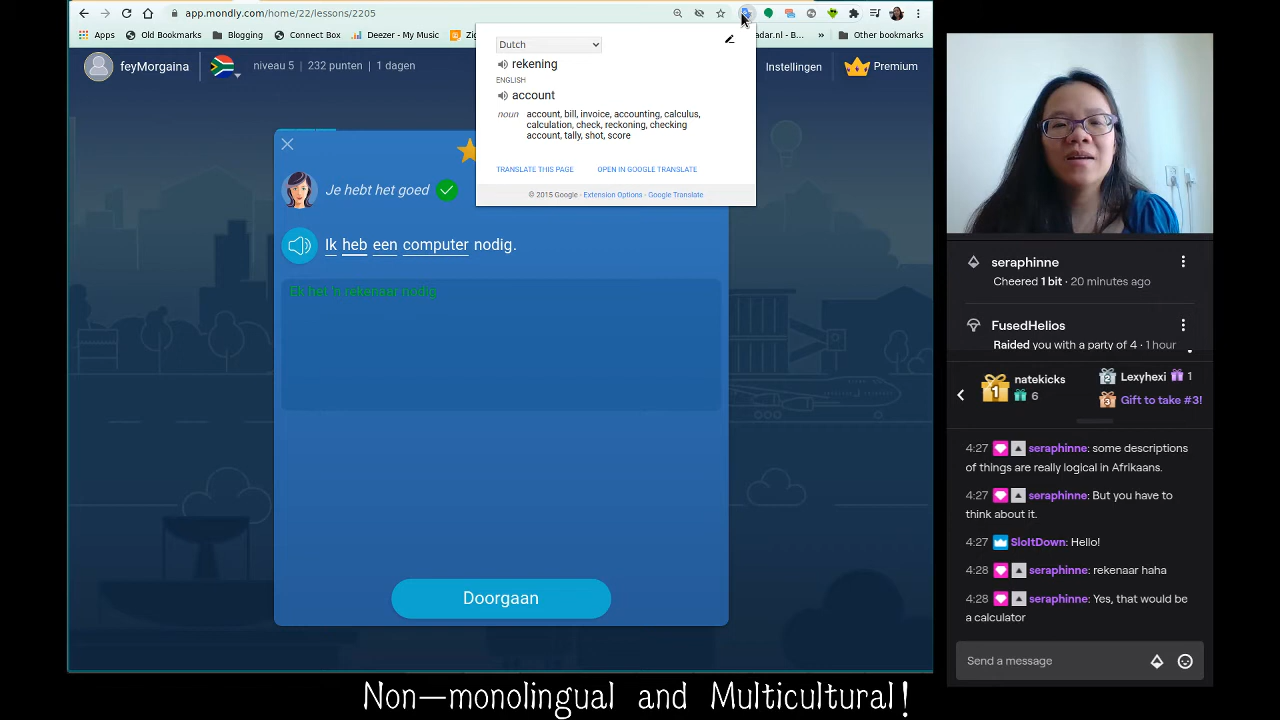 app.mondly.com/home/22/lessons/2205
Apps
Old Bookmarks
Blogging
Connect Box
Deezer - My Music
adar.nl - Bo...
»
Other bookmarks
feyMorgaina
niveau 5 | 232 punten | 1 dagen
Instellingen
Premium
Dutch
rekening
ENGLISH
account
noun account, bill, invoice, accounting, calculus,
calculation, check, reckoning, checking
account, tally, shot, score
TRANSLATE THIS PAGE
OPEN IN GOOGLE TRANSLATE
© 2015 Google - Extension Options - Google Translate
Je hebt het goed
Ik heb een computer nodig.
Ek het 'n rekenaar nodig
Doorgaan
seraphinne
Cheered 1 bit · 20 minutes ago
FusedHelios
Raided you with a party of 4 · 1 hour
1
natekicks
6
2
Lexyhexi 1
3
Gift to take #3!
4:27 seraphinne: some descriptions
of things are really logical in Afrikaans.
4:27 seraphinne: But you have to
think about it.
4:27 SloItDown: Hello!
4:28 seraphinne: rekenaar haha
4:28 seraphinne: Yes, that would be
a calculator
Send a message
Non-monolingual and Multicultural!